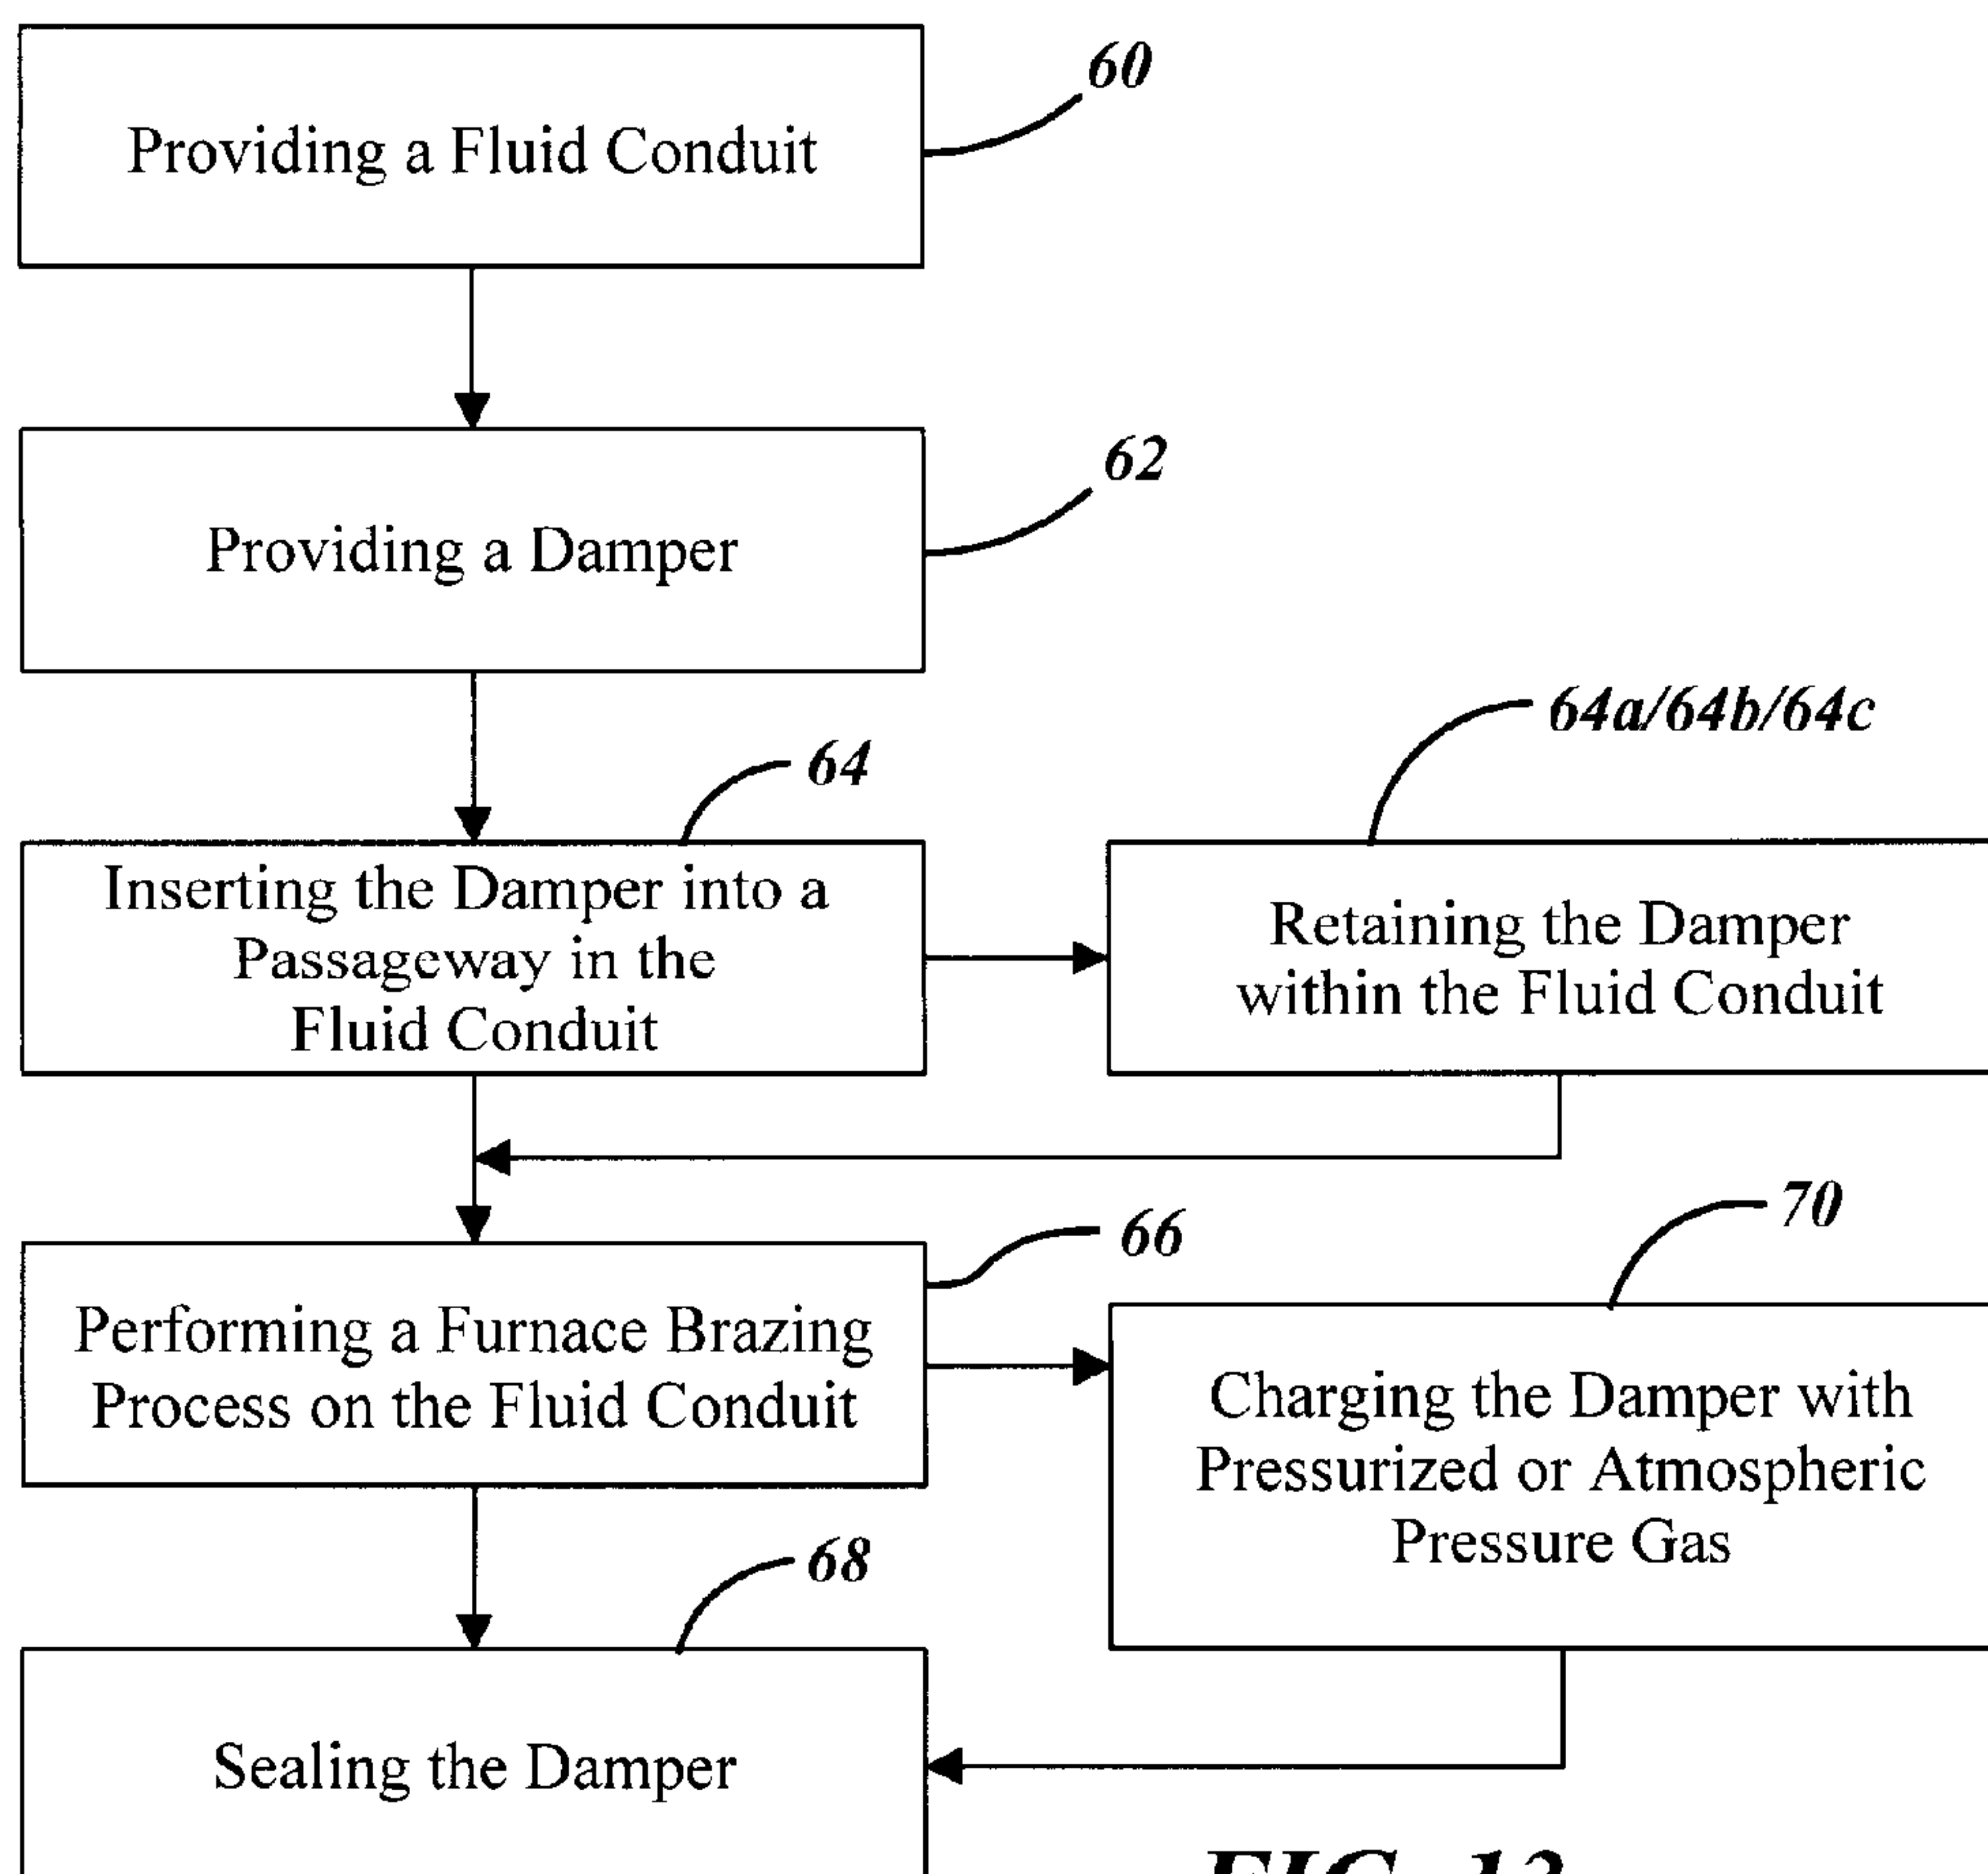 60
Providing a Fluid Conduit
62
Providing a Damper
64a/64b/64c
64
Inserting the Damper into a
Passageway in the
Fluid Conduit
Retaining the Damper
within the Fluid Conduit
70
66
Performing a Furnace Brazing
Process on the Fluid Conduit
Charging the Damper with
Pressurized or Atmospheric
Pressure Gas
68
Sealing the Damper
FIG. 13